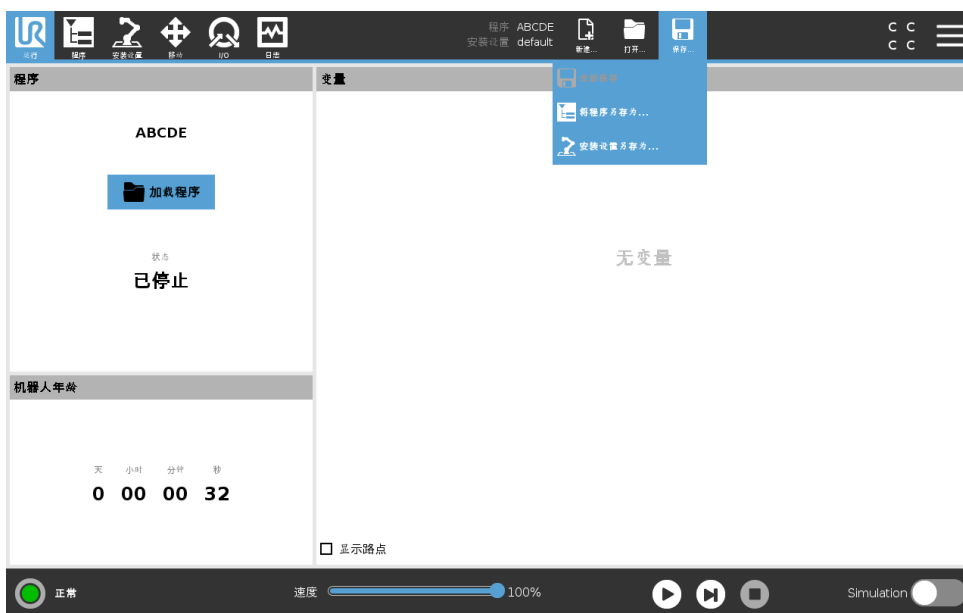 程序 ABCDE
安装设置 default
C C
C C
运行
程序
安装设置
移动
I/O
日志
新建...
打开...
保存...
程序
变量
将程序另存为...
安装设置另存为...
ABCDE
加载程序
状态
已停止
无变量
机器人年龄
天 小时 分钟 秒
0 00 00 32
显示路点
正常
速度
100%
Simulation